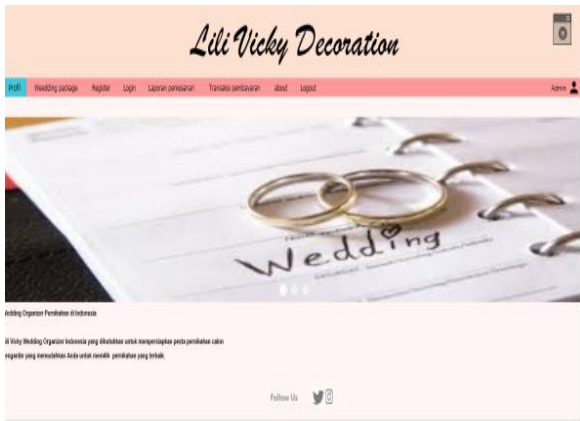 Lili Vicky Decoration
Profil Weedding package Register Login Laporan pemesanan Transaksi pembayaran about Logout Admin
Wedding
Wedding Organizer Pernikahan di Indonesia
Lili Vicky Wedding Organizer Indonesia yang dibutuhkan untuk mempersiapkan pesta pernikahan calon
pengantin yang memudahkan Anda untuk memilih pernikahan yang terbaik.
Follow Us